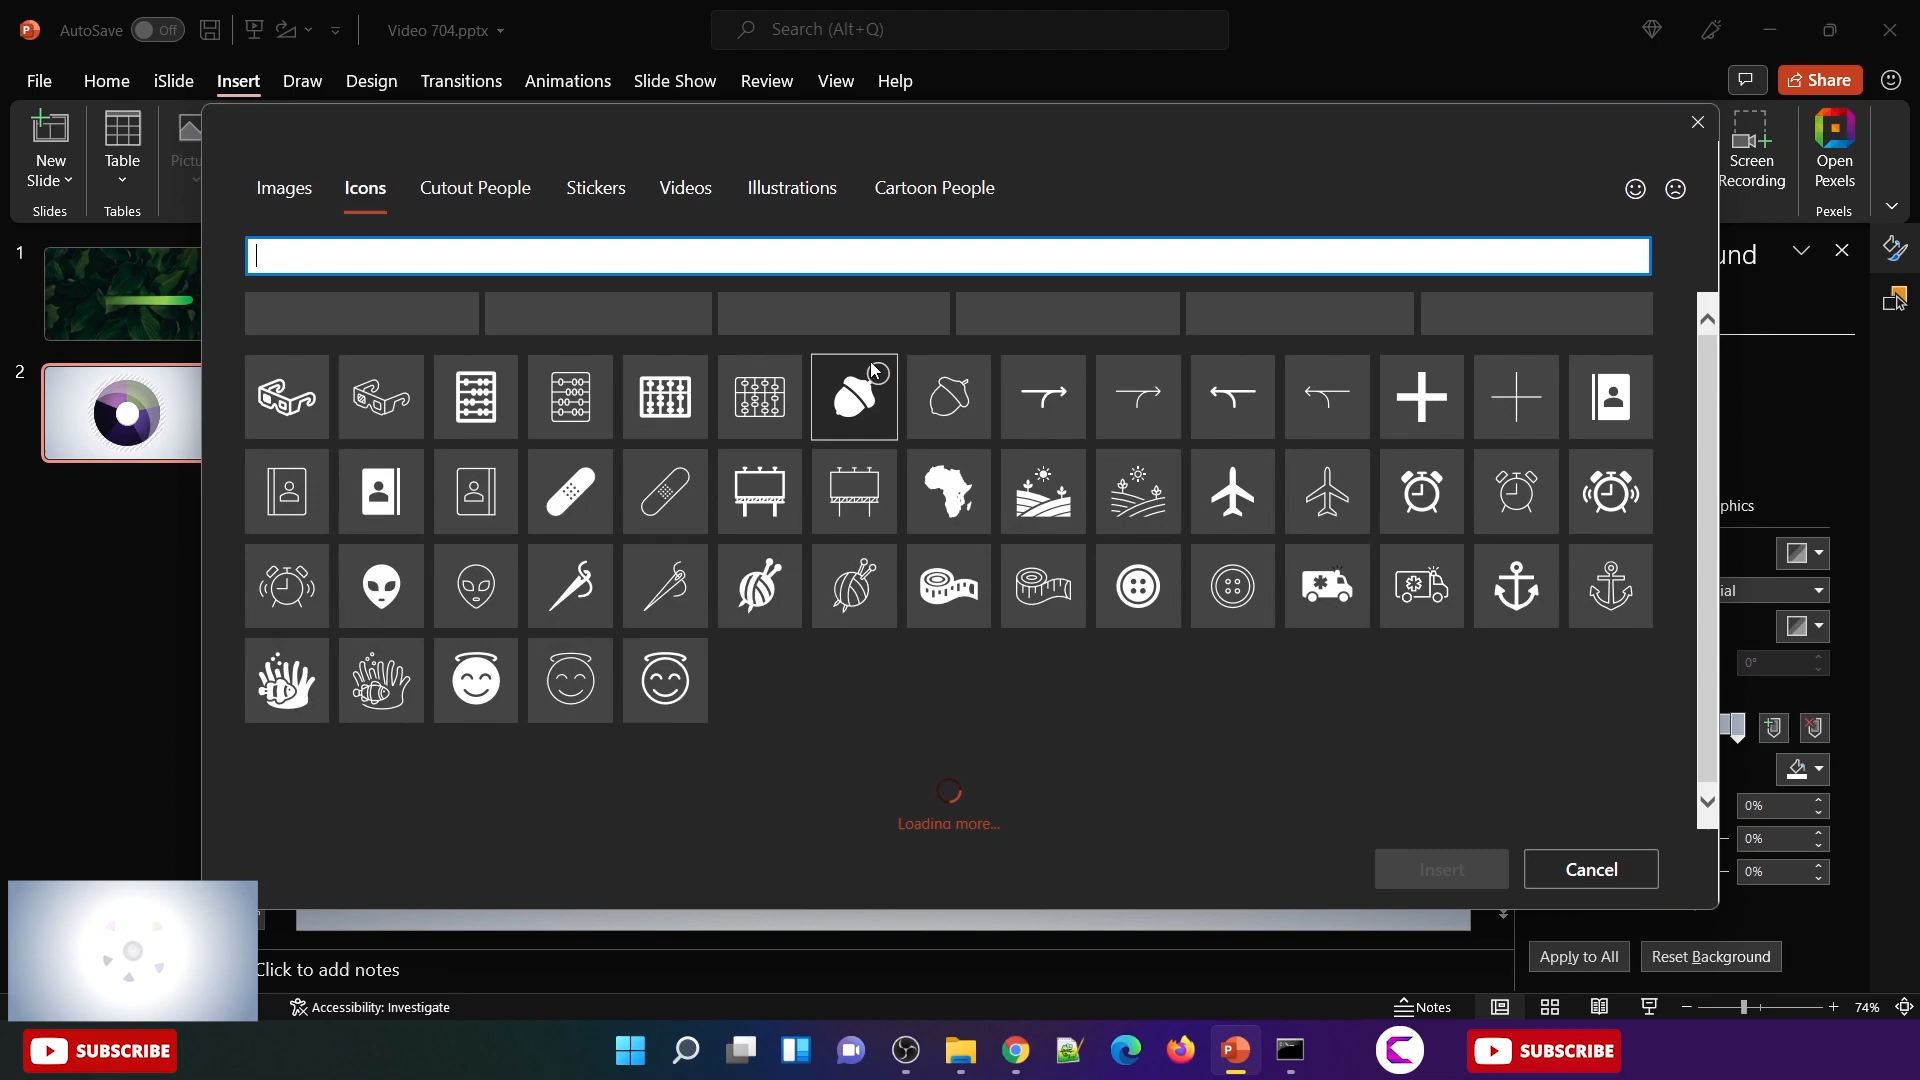 AutoSave Off Video 704.pptx Search (Alt+Q)
File Home iSlide Insert Draw Design Transitions Animations Slide Show Review View Help Share
New Slide
Table
Screen Recording
Open Pexels
Slides
Tables
Pexels
Images Icons Cutout People Stickers Videos Illustrations Cartoon People
1
2
0°
0%
0%
0%
Loading more...
Insert
Cancel
Apply to All
Reset Background
Click to add notes
Accessibility: Investigate
Notes
74%
SUBSCRIBE
SUBSCRIBE